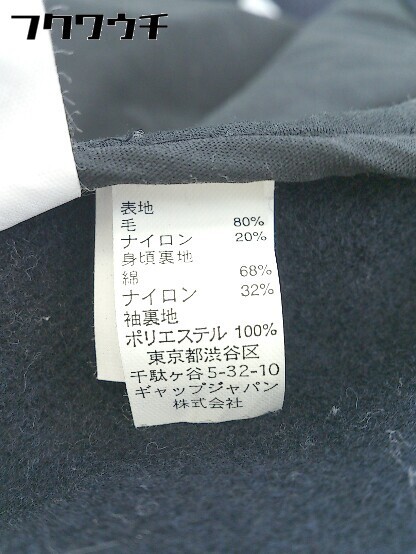 フクワウチ
表地
毛 80%
ナイロン 20%
身頃裏地
綿 68%
ナイロン 32%
袖裏地
ポリエステル 100%
東京都渋谷区
千駄ヶ谷5-32-10
ギャップジャパン
株式会社